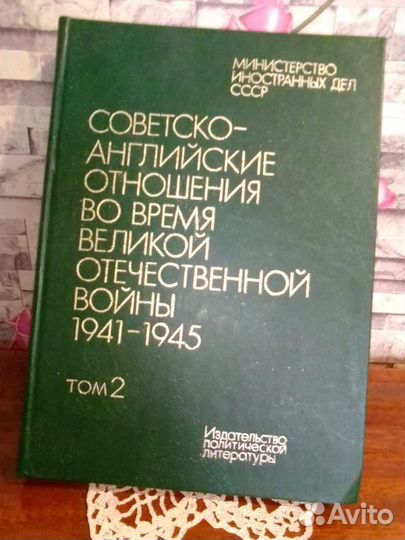 МИНИСТЕРСТВО
ИНОСТРАННЫХ ДЕЛ
СССР
СОВЕТСКО-
АНГЛИЙСКИЕ
ОТНОШЕНИЯ
ВО ВРЕМЯ
ВЕЛИКОЙ
ОТЕЧЕСТВЕННОЙ
ВОЙНЫ
1941-1945
ТОМ 2
Издательство
политической
литературы
Avito